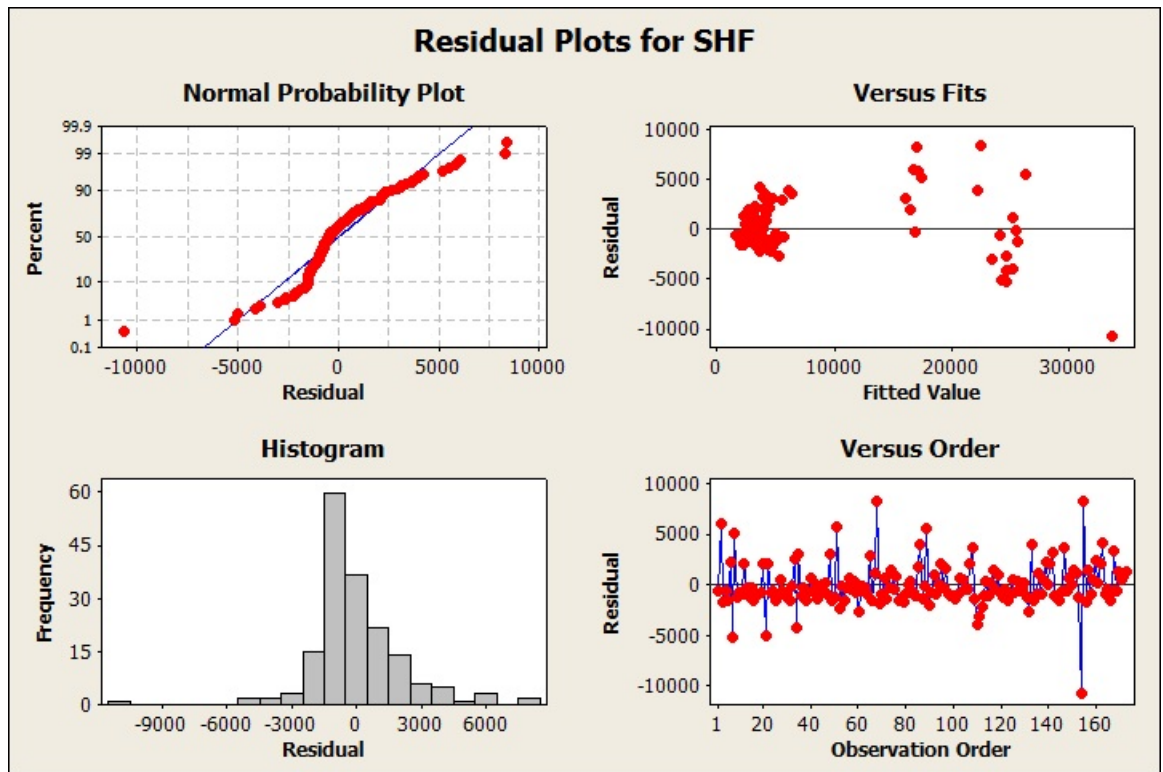 Residual Plots for SHF
Normal Probability Plot
99.9
99
90
50
10
1
0.1
Percent
-10000 -5000 0 5000 10000
Residual
Versus Fits
10000
5000
0
-5000
-10000
Residual
0 10000 20000 30000
Fitted Value
Histogram
60
45
30
15
0
Frequency
-9000 -6000 -3000 0 3000 6000
Residual
Versus Order
10000
5000
0
-5000
-10000
Residual
1 20 40 60 80 100 120 140 160
Observation Order